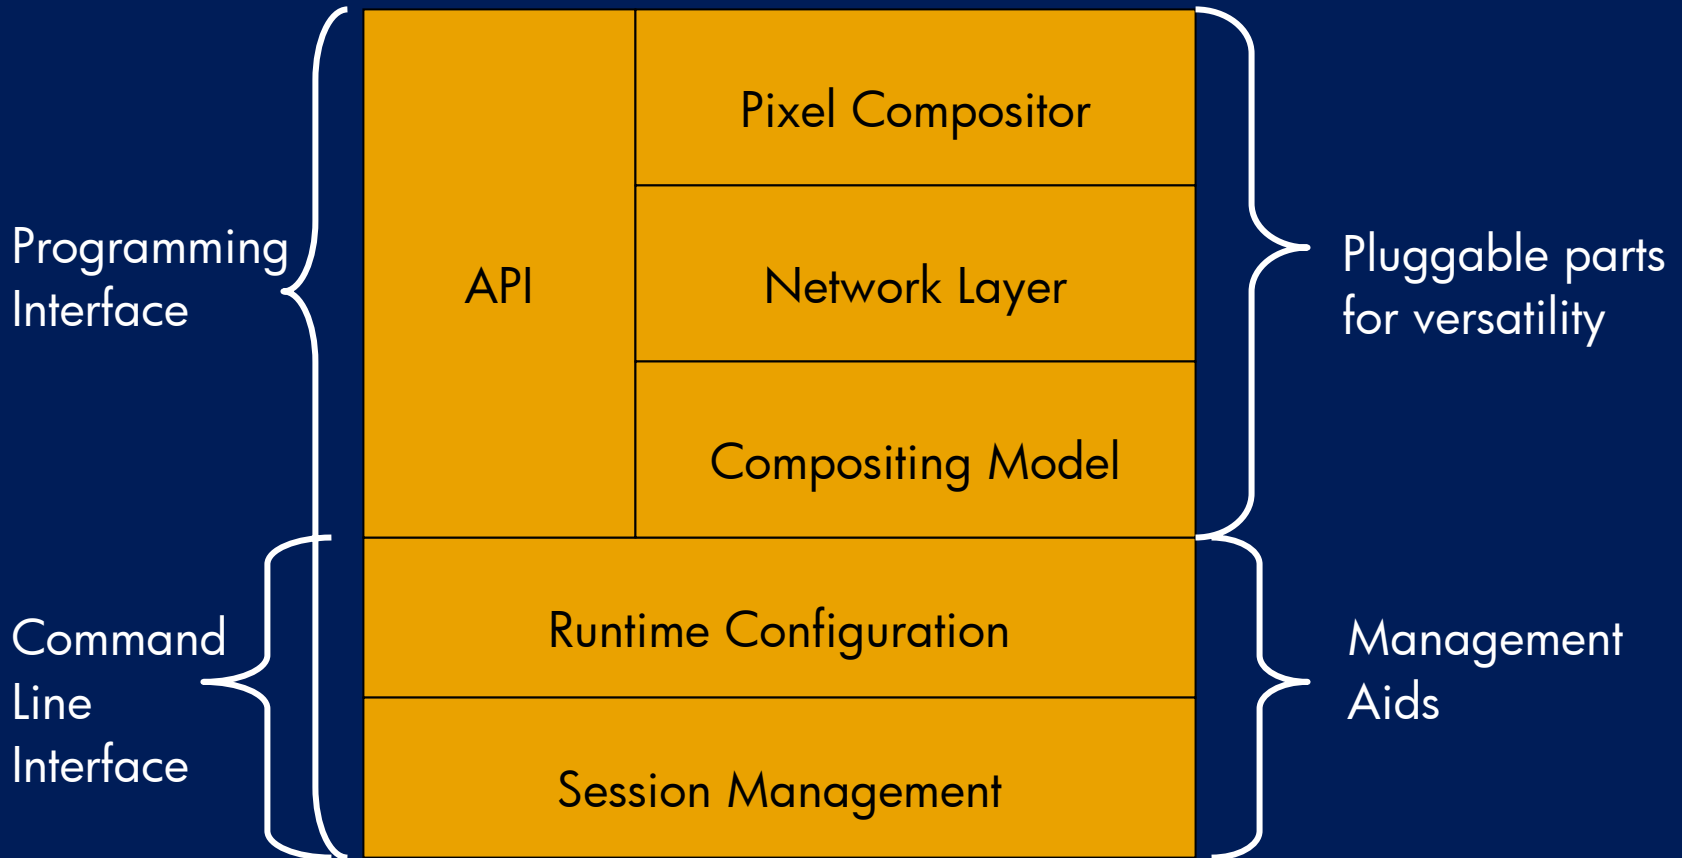 Programming
Interface
API
Pixel Compositor
Network Layer
Compositing Model
Pluggable parts
for versatility
Command
Line
Interface
Runtime Configuration
Session Management
Management
Aids